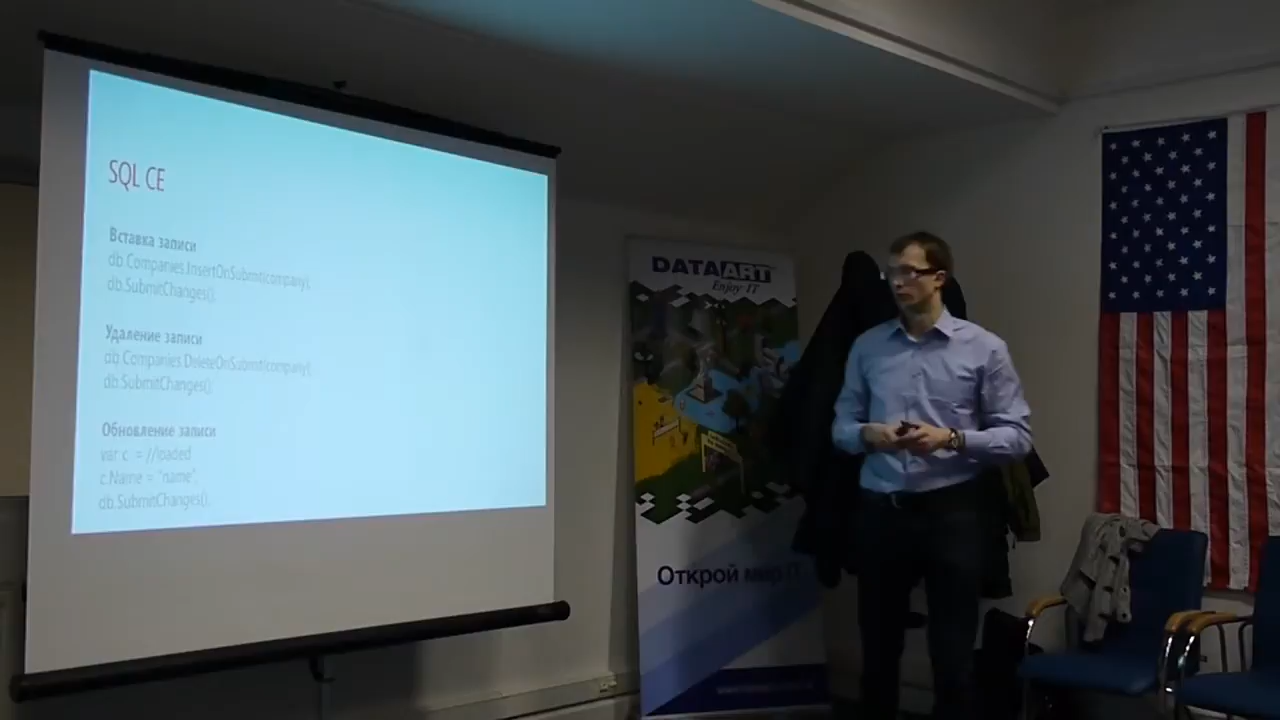 SQL CE
Вставка записи
db.Companies.InsertOnSubmit(company);
db.SubmitChanges();
Удаление записи
db.Companies.DeleteOnSubmit(company);
db.SubmitChanges();
Обновление записи
var c = //loaded
c.Name = "name";
db.SubmitChanges();
DATAART
Enjoy IT
Открой мир IT